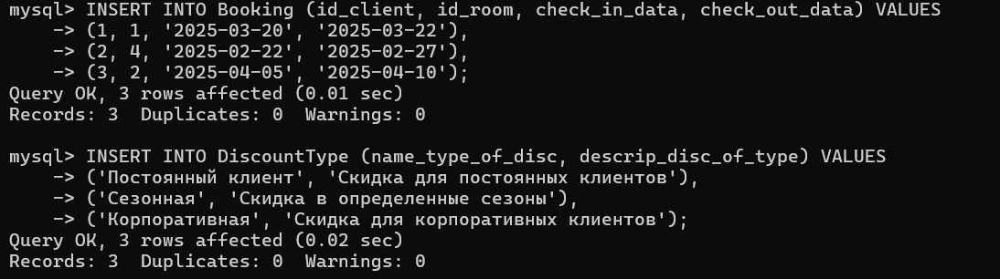 mysql> INSERT INTO Booking (id_client, id_room, check_in_data, check_out_data) VALUES
    -> (1, 1, '2025-03-20', '2025-03-22'),
    -> (2, 4, '2025-02-22', '2025-02-27'),
    -> (3, 2, '2025-04-05', '2025-04-10');
Query OK, 3 rows affected (0.01 sec)
Records: 3  Duplicates: 0  Warnings: 0

mysql> INSERT INTO DiscountType (name_type_of_disc, descrip_disc_of_type) VALUES
    -> ('Постоянный клиент', 'Скидка для постоянных клиентов'),
    -> ('Сезонная', 'Скидка в определенные сезоны'),
    -> ('Корпоративная', 'Скидка для корпоративных клиентов');
Query OK, 3 rows affected (0.02 sec)
Records: 3  Duplicates: 0  Warnings: 0